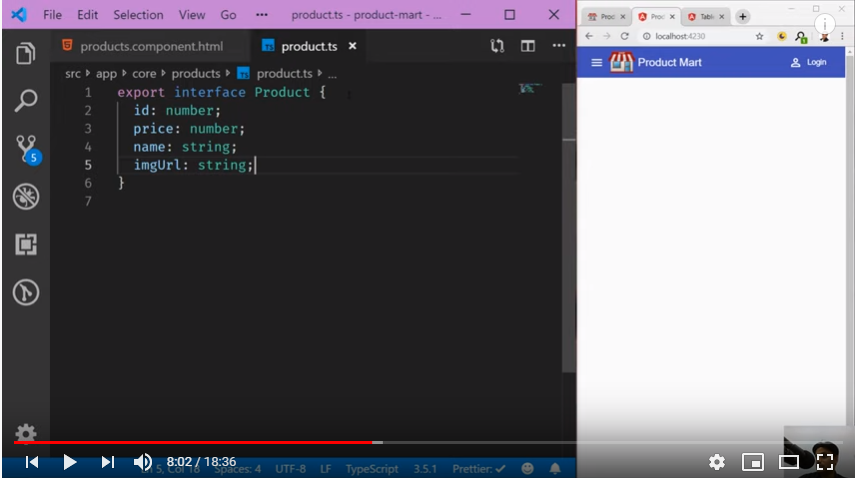 File Edit Selection View Go ··· product.ts - product-mart - ...
products.component.html
TS product.ts
src app core products TS product.ts ...
1 export interface Product {
2 id: number;
3 price: number;
4 name: string;
5 imgUrl: string;
6 }
7
5
Ln 5, Col 18 Spaces: 4 UTF-8 LF TypeScript 3.5.1 Prettier: ✓
8:02 / 18:36
Prod
Proc
Table
localhost:4230
Product Mart
Login